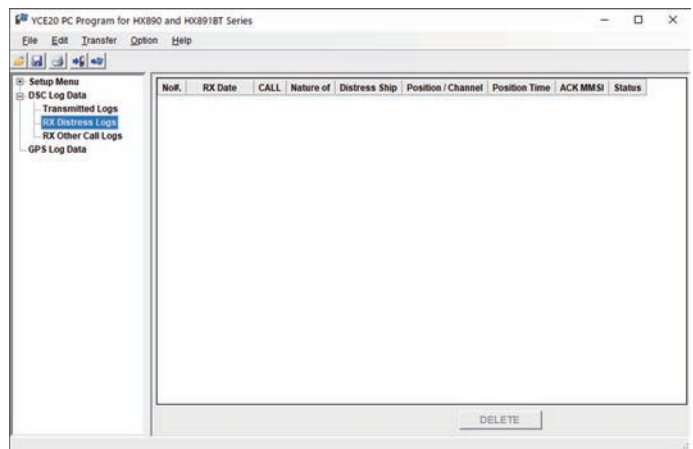 YCE20 PC Program for HX890 and HX891BT Series
File Edit Transfer Option Help
Setup Menu
DSC Log Data
Transmitted Logs
RX Distress Logs
RX Other Call Logs
GPS Log Data
No#. RX Date CALL Nature of Distress Ship Position / Channel Position Time ACK MMSI Status
DELETE